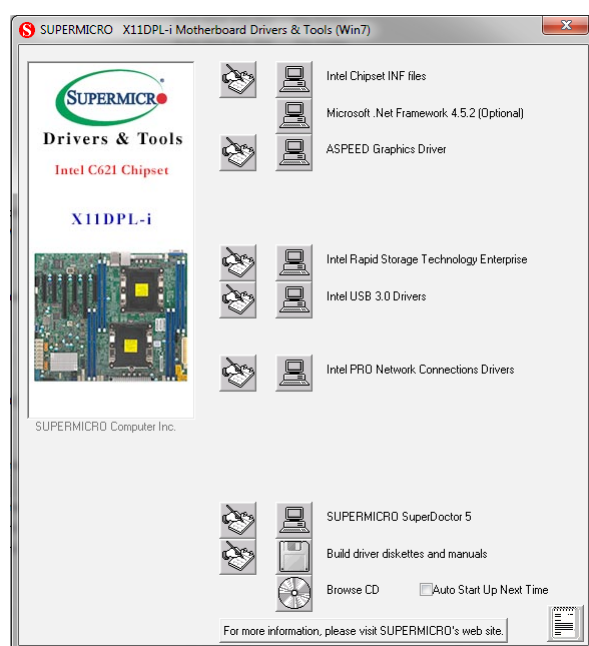 SUPERMICRO X11DPL-i Motherboard Drivers & Tools (Win7)
SUPERMICRO
Drivers & Tools
Intel C621 Chipset
X11DPL-i
SUPERMICRO Computer Inc.
Intel Chipset INF files
Microsoft .Net Framework 4.5.2 (Optional)
ASPEED Graphics Driver
Intel Rapid Storage Technology Enterprise
Intel USB 3.0 Drivers
Intel PRO Network Connections Drivers
SUPERMICRO SuperDoctor 5
Build driver diskettes and manuals
Browse CD Auto Start Up Next Time
For more information, please visit SUPERMICRO's web site.